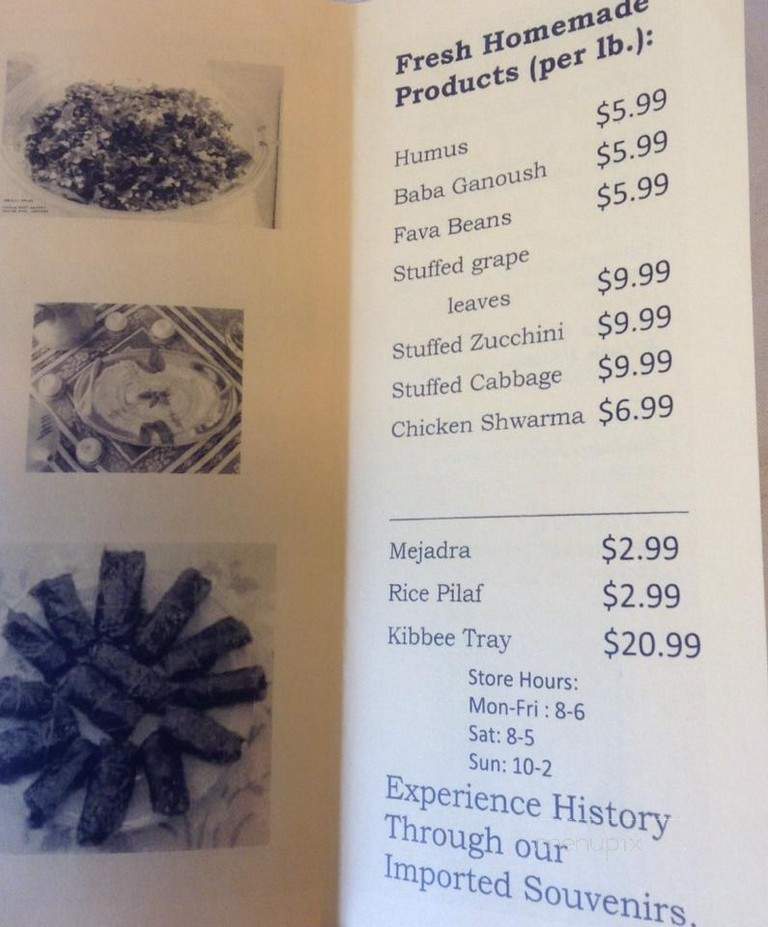 Fresh Homemade
Products (per lb.):
Humus $5.99
Baba Ganoush $5.99
Fava Beans $5.99
Stuffed grape
leaves $9.99
Stuffed Zucchini $9.99
Stuffed Cabbage $9.99
Chicken Shwarma $6.99
Mejadra $2.99
Rice Pilaf $2.99
Kibbee Tray $20.99
Store Hours:
Mon-Fri : 8-6
Sat: 8-5
Sun: 10-2
Experience History
Through our
Imported Souvenirs.
menupix